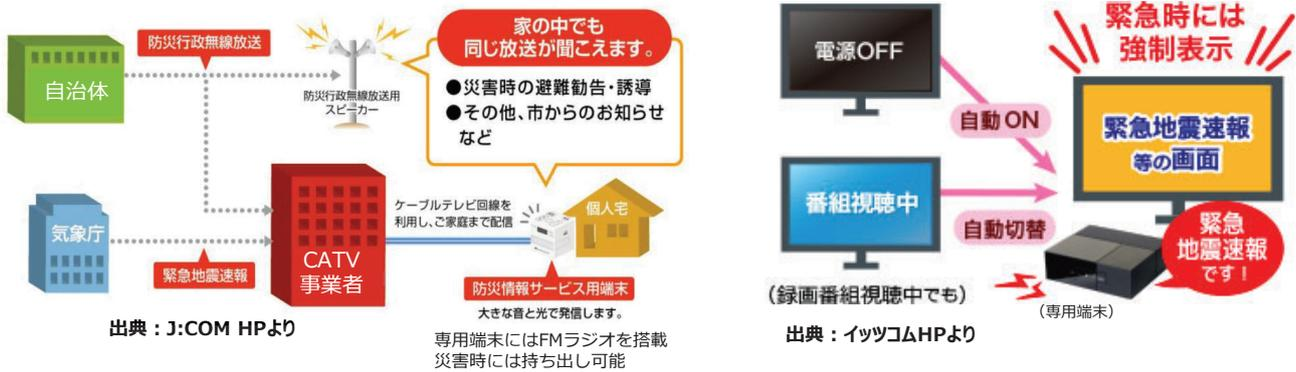 防災行政無線放送
自治体
防災行政無線放送用
スピーカー
家の中でも
同じ放送が聞こえます。
●災害時の避難勧告・誘導
●その他、市からのお知らせ
など
気象庁
緊急地震速報
CATV
事業者
ケーブルテレビ回線を
利用し、ご家庭まで配信
個人宅
防災情報サービス用端末
大きな音と光で発信します。
専用端末にはFMラジオを搭載
災害時には持ち出し可能
出典：J:COM HPより
電源OFF
自動ON
番組視聴中
自動切替
(録画番組視聴中でも)
緊急時には
強制表示
緊急地震速報
等の画面
緊急
地震速報
です！
（専用端末）
出典：イッツコムHPより